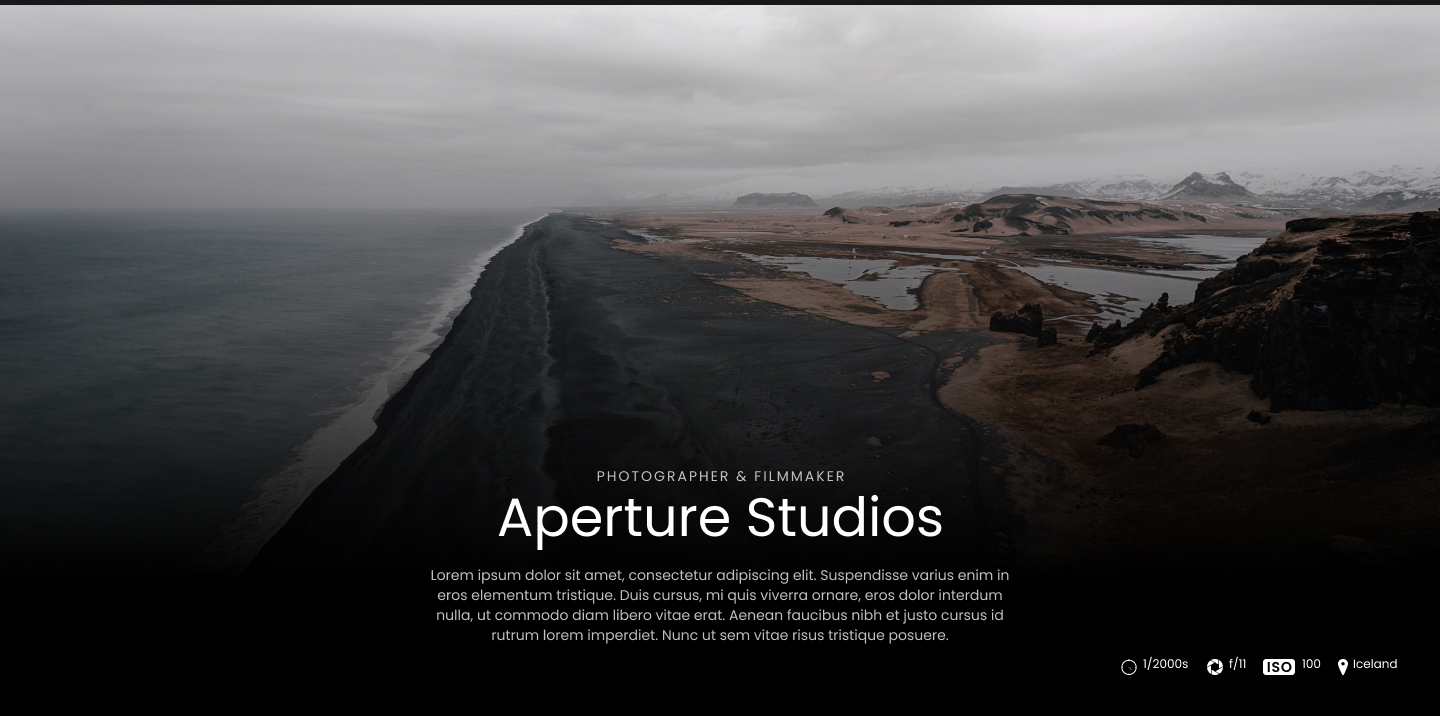 PHOTOGRAPHER & FILMMAKER
Aperture Studios
Lorem ipsum dolor sit amet, consectetur adipiscing elit. Suspendisse varius enim in
eros elementum tristique. Duis cursus, mi quis viverra ornare, eros dolor interdum
nulla, ut commodo diam libero vitae erat. Aenean faucibus nibh et justo cursus id
rutrum lorem imperdiet. Nunc ut sem vitae risus tristique posuere.
1/2000s f/11 ISO 100 Iceland